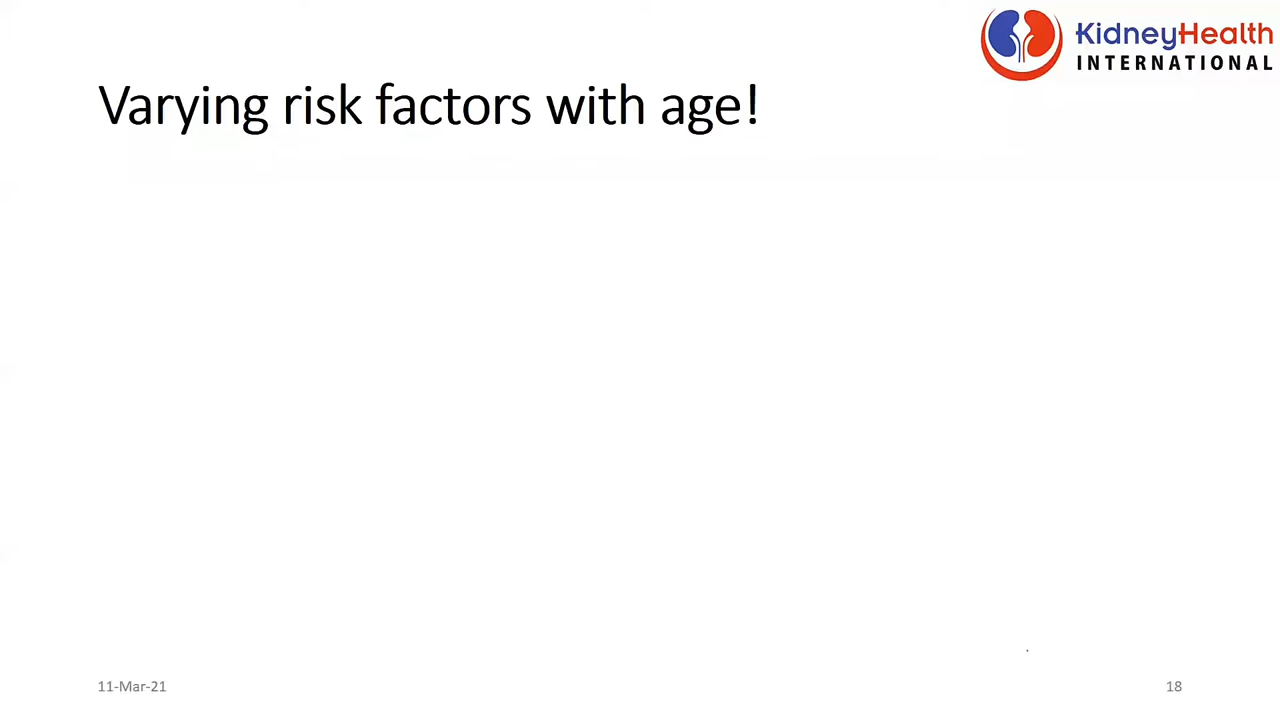 KidneyHealth
INTERNATIONAL
Varying risk factors with age!
11-Mar-21
18